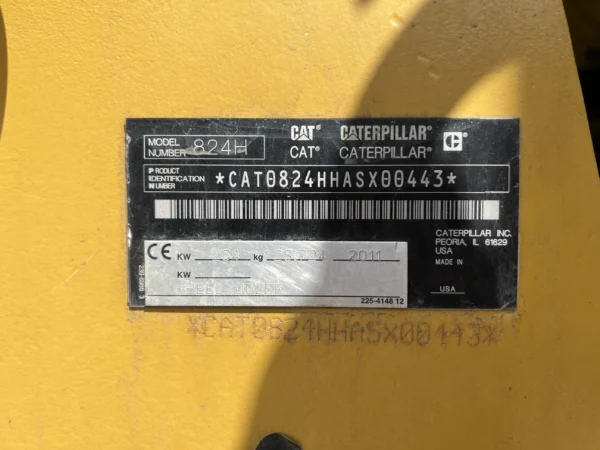 MODEL NUMBER 824H
CAT® CATERPILLAR®
CAT® CATERPILLAR®
PRODUCT IDENTIFICATION NUMBER *CAT0824HHASX00443*
CATERPILLAR INC.
PEORIA, IL 61629
USA
MADE IN
USA
CE KW kg 2011
KW
225-4148 12
*CAT0824HHASX00443*